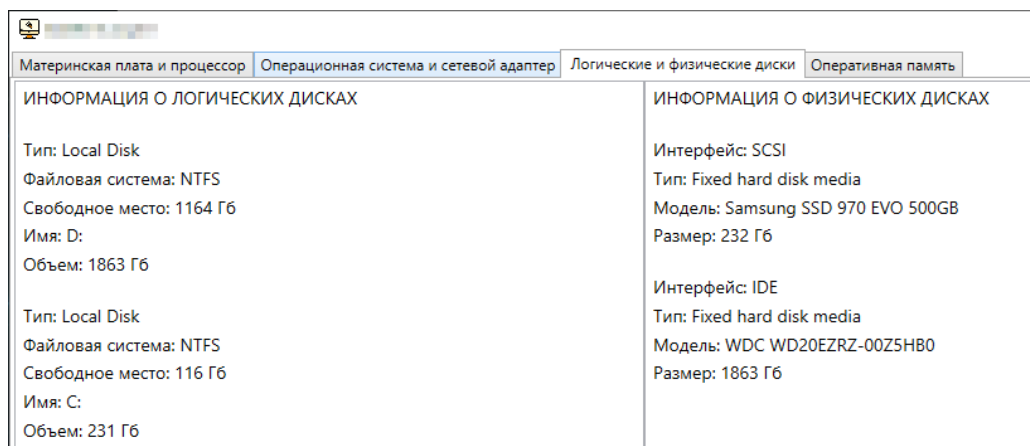 Материнская плата и процессор
Операционная система и сетевой адаптер
Логические и физические диски
Оперативная память
ИНФОРМАЦИЯ О ЛОГИЧЕСКИХ ДИСКАХ
Тип: Local Disk
Файловая система: NTFS
Свободное место: 1164 Гб
Имя: D:
Объем: 1863 Гб
Тип: Local Disk
Файловая система: NTFS
Свободное место: 116 Гб
Имя: C:
Объем: 231 Гб
ИНФОРМАЦИЯ О ФИЗИЧЕСКИХ ДИСКАХ
Интерфейс: SCSI
Тип: Fixed hard disk media
Модель: Samsung SSD 970 EVO 500GB
Размер: 232 Гб
Интерфейс: IDE
Тип: Fixed hard disk media
Модель: WDC WD20EZRZ-00Z5HB0
Размер: 1863 Гб